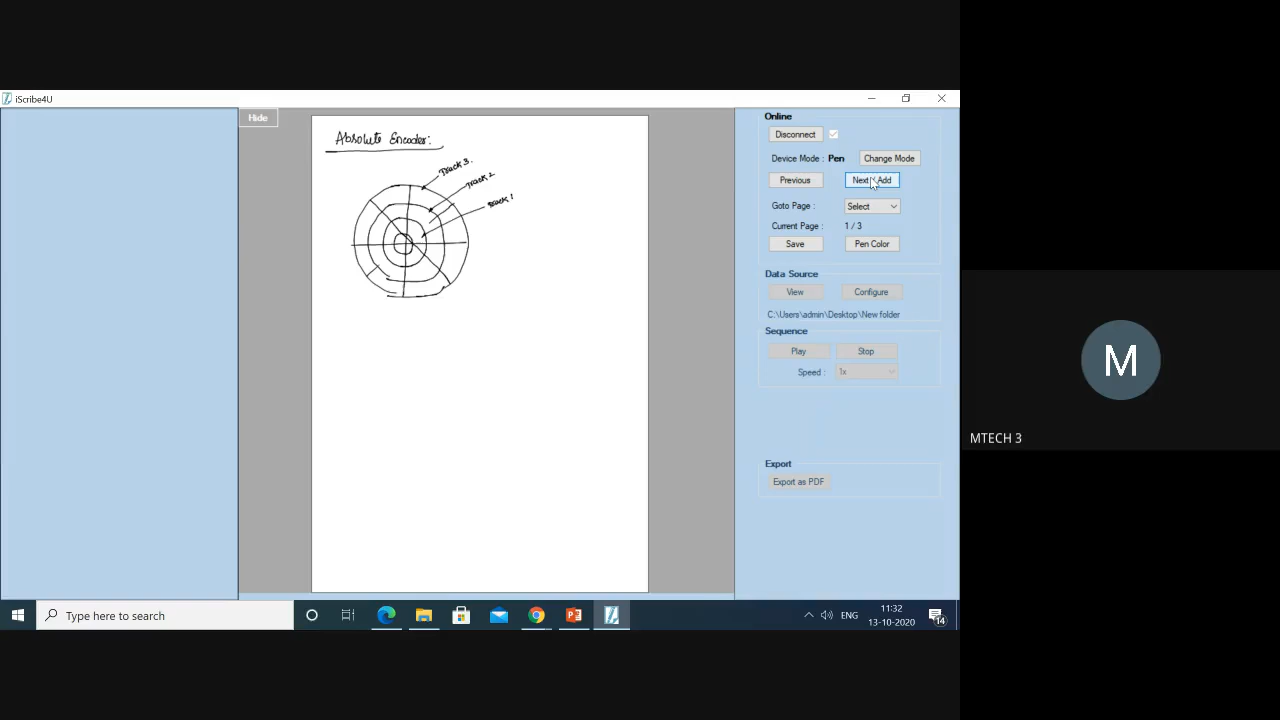 iScribe4U
Hide
Absolute Encoder:
Track 3.
Track 2
Track 1
Online
Disconnect
Device Mode : Pen
Change Mode
Previous
Next / Add
Goto Page :
Select
Current Page :
1 / 3
Save
Pen Color
Data Source
View
Configure
C:\Users\admin\Desktop\New folder
Sequence
Play
Stop
Speed :
1x
Export
Export as PDF
M
MTECH 3
Type here to search
ENG
11:32
13-10-2020
14